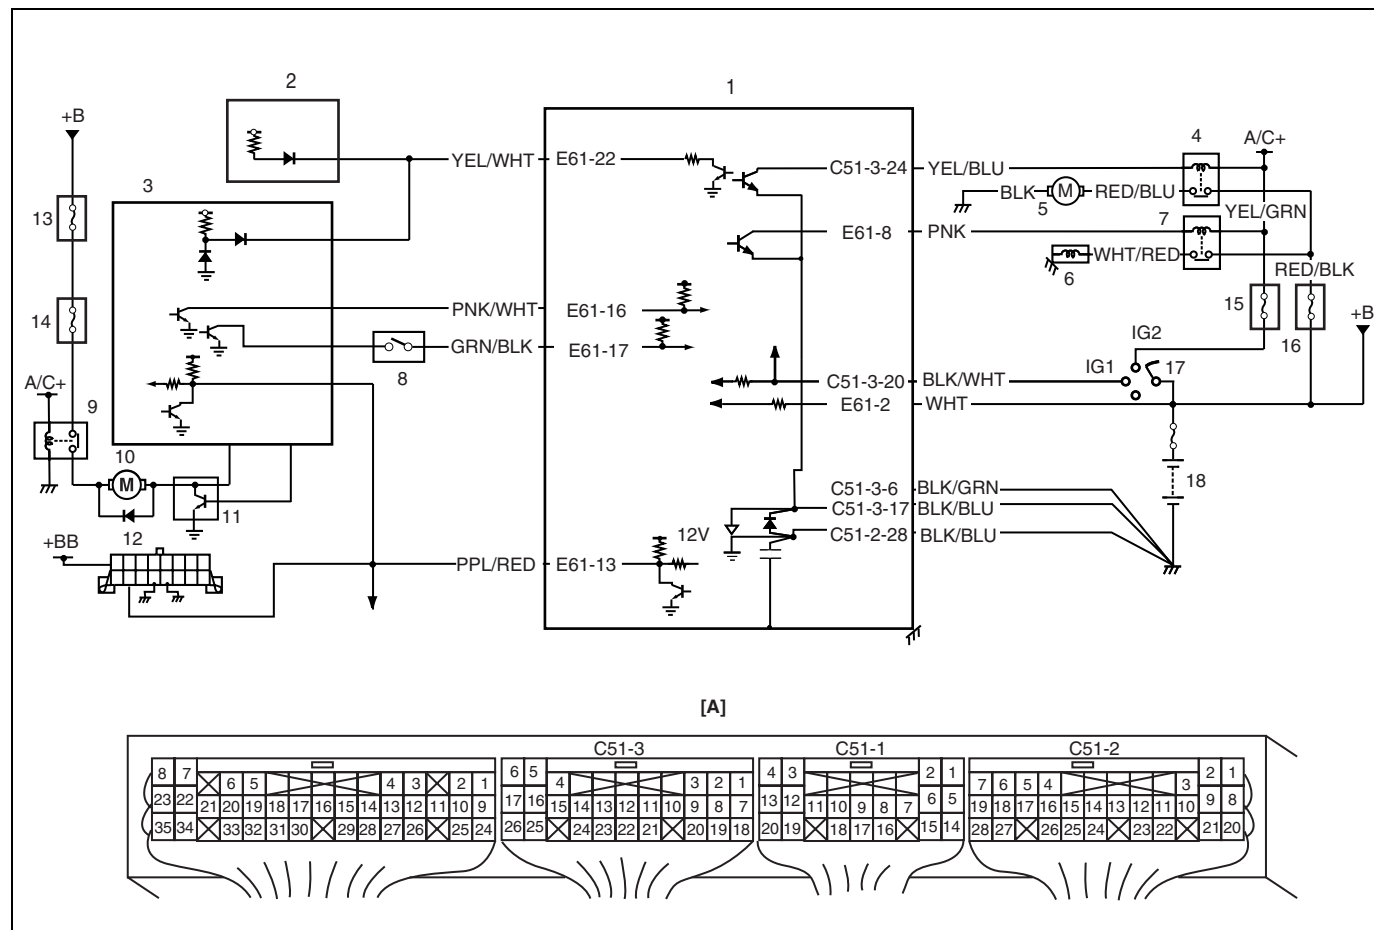 1
2
+B
A/C+
4
YEL/WHT
E61-22
C51-3-24
YEL/BLU
3
BLK
M
RED/BLU
5
13
YEL/GRN
7
E61-8
PNK
WHT/RED
6
RED/BLK
PNK/WHT
E61-16
15
14
GRN/BLK
E61-17
8
IG2
16
+B
IG1
17
A/C+
C51-3-20
BLK/WHT
9
E61-2
WHT
10
M
11
C51-3-6
BLK/GRN
18
C51-3-17
BLK/BLU
12
12V
C51-2-28
BLK/BLU
+BB
PPL/RED
E61-13
[A]
C51-3
C51-1
C51-2
8 7 6 5 4 3 2 1
23 22 21 20 19 18 17 16 15 14 13 12 11 10 9
35 34 33 32 31 30 29 28 27 26 25 24
6 5 4 3 2 1
17 16 15 14 13 12 11 10 9 8 7
26 25 24 23 22 21 20 19 18
4 3 2 1
13 12 11 10 9 8 7 6 5
20 19 18 17 16 15 14
7 6 5 4 3 2 1
19 18 17 16 15 14 13 12 11 10 9 8
28 27 26 25 24 23 22 21 20